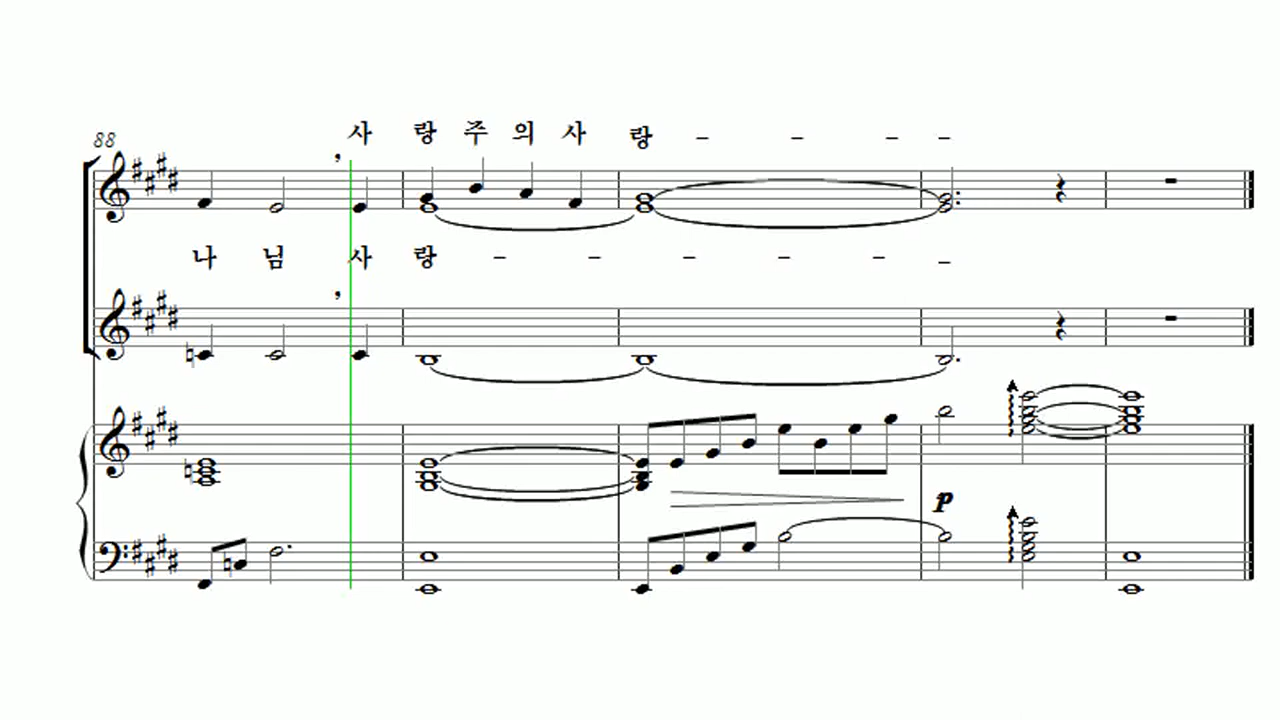 88
사 랑 주 의 사 랑 - - - -
나 님 사 랑 - - - - - -
p